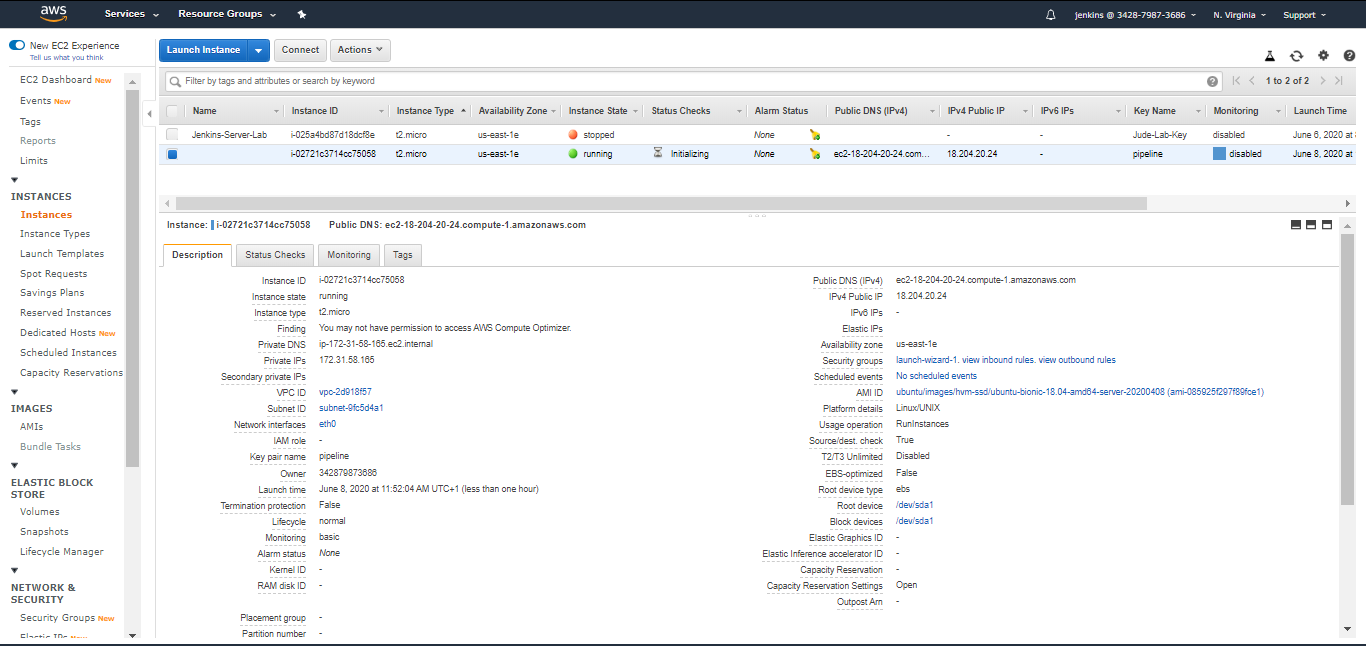 aws Services Resource Groups jenkins @ 3428-7987-3686 N. Virginia Support
New EC2 Experience
Tell us what you think
EC2 Dashboard New
Events New
Tags
Reports
Limits
INSTANCES
Instances
Instance Types
Launch Templates
Spot Requests
Savings Plans
Reserved Instances
Dedicated Hosts New
Scheduled Instances
Capacity Reservations
IMAGES
AMIs
Bundle Tasks
ELASTIC BLOCK
STORE
Volumes
Snapshots
Lifecycle Manager
NETWORK &
SECURITY
Security Groups New
Elastic IPs New
Launch Instance Connect Actions
Filter by tags and attributes or search by keyword 1 to 2 of 2
Name Instance ID Instance Type Availability Zone Instance State Status Checks Alarm Status Public DNS (IPv4) IPv4 Public IP IPv6 IPs Key Name Monitoring Launch Time
Jenkins-Server-Lab i-025a4bd87d18dcf8e t2.micro us-east-1e stopped None - - Jude-Lab-Key disabled June 6, 2020 at
i-02721c3714cc75058 t2.micro us-east-1e running Initializing None ec2-18-204-20-24.com... 18.204.20.24 - pipeline disabled June 8, 2020 at
Instance: i-02721c3714cc75058 Public DNS: ec2-18-204-20-24.compute-1.amazonaws.com
Description Status Checks Monitoring Tags
Instance ID i-02721c3714cc75058
Instance state running
Instance type t2.micro
Finding You may not have permission to access AWS Compute Optimizer.
Private DNS ip-172-31-58-165.ec2.internal
Private IPs 172.31.58.165
Secondary private IPs
VPC ID vpc-2d918f57
Subnet ID subnet-9fc5d4a1
Network interfaces eth0
IAM role -
Key pair name pipeline
Owner 342879873686
Launch time June 8, 2020 at 11:52:04 AM UTC+1 (less than one hour)
Termination protection False
Lifecycle normal
Monitoring basic
Alarm status None
Kernel ID -
RAM disk ID -
Placement group -
Partition number -
Public DNS (IPv4) ec2-18-204-20-24.compute-1.amazonaws.com
IPv4 Public IP 18.204.20.24
IPv6 IPs -
Elastic IPs
Availability zone us-east-1e
Security groups launch-wizard-1. view inbound rules. view outbound rules
Scheduled events No scheduled events
AMI ID ubuntu/images/hvm-ssd/ubuntu-bionic-18.04-amd64-server-20200408 (ami-085925f297f89fce1)
Platform details Linux/UNIX
Usage operation RunInstances
Source/dest. check True
T2/T3 Unlimited Disabled
EBS-optimized False
Root device type ebs
Root device /dev/sda1
Block devices /dev/sda1
Elastic Graphics ID -
Elastic Inference accelerator ID -
Capacity Reservation -
Capacity Reservation Settings Open
Outpost Arn -